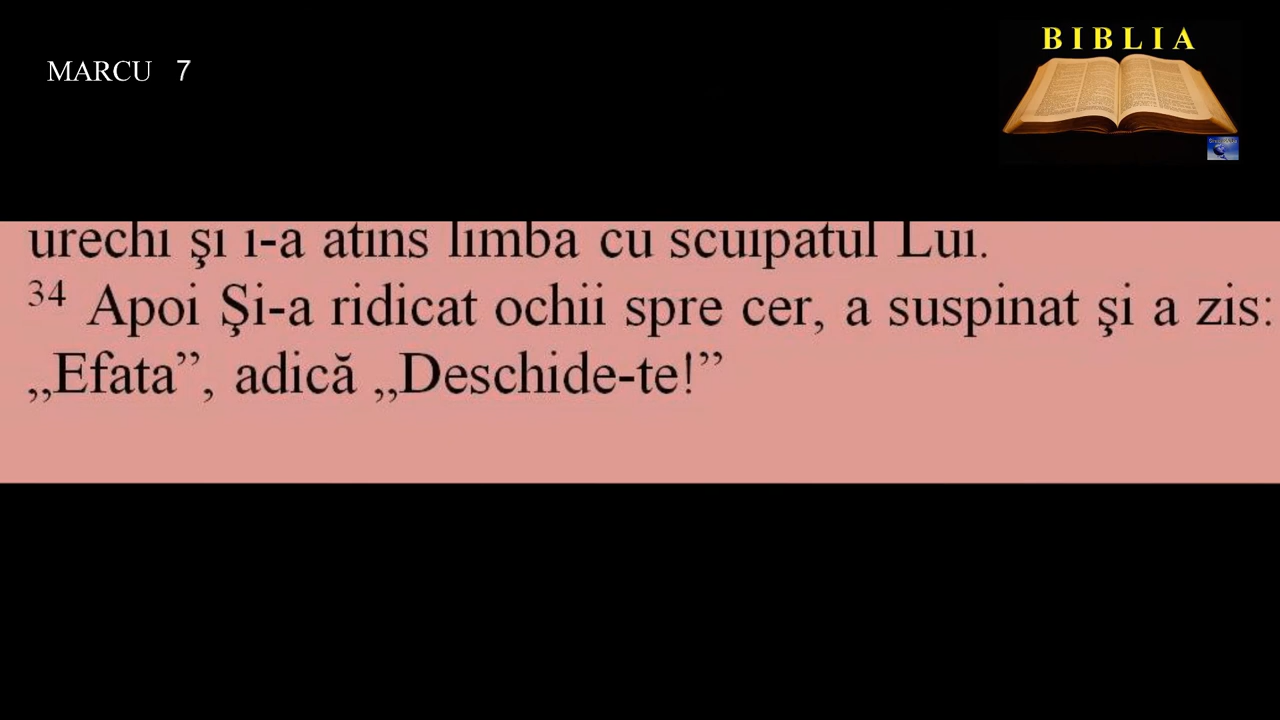 BIBLIA
MARCU 7
urechi şi i-a atins limba cu scuipatul Lui.
34 Apoi Şi-a ridicat ochii spre cer, a suspinat şi a zis:
„Efata”, adică „Deschide-te!”